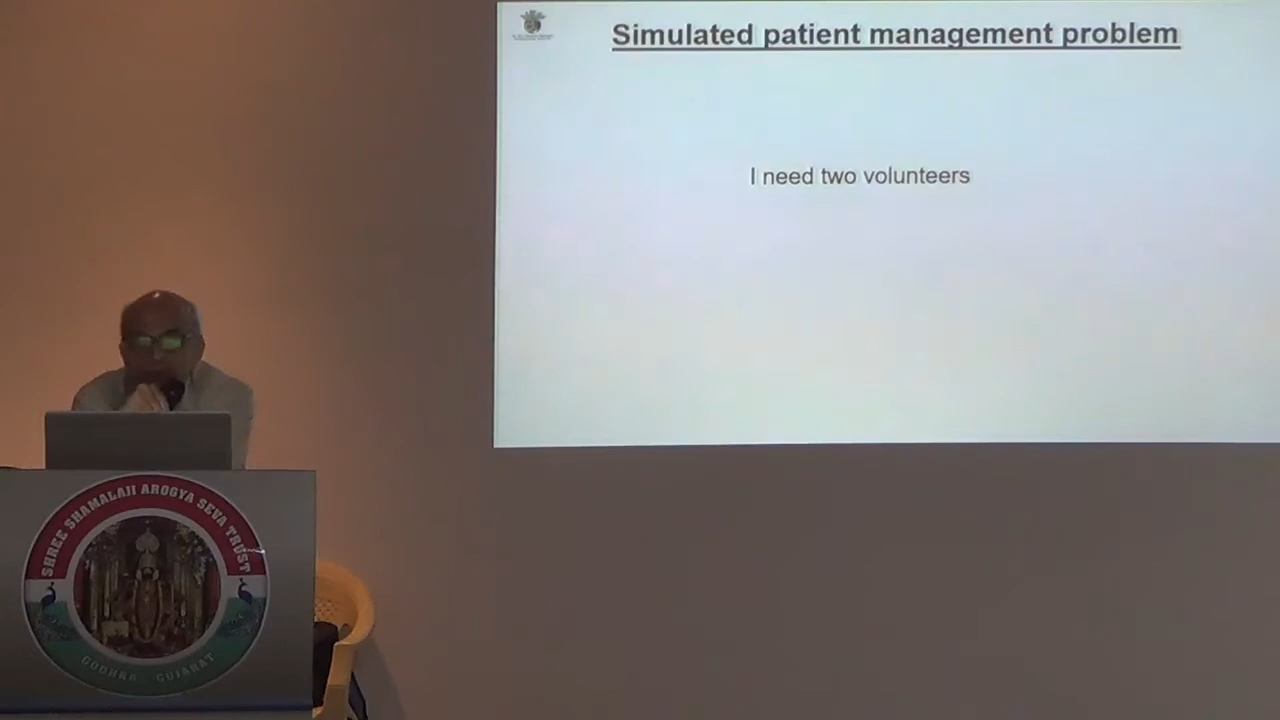 Simulated patient management problem
I need two volunteers
SHREE SHAMALAJI AROGYA SEVA TRUST
GODHRA GUJARAT